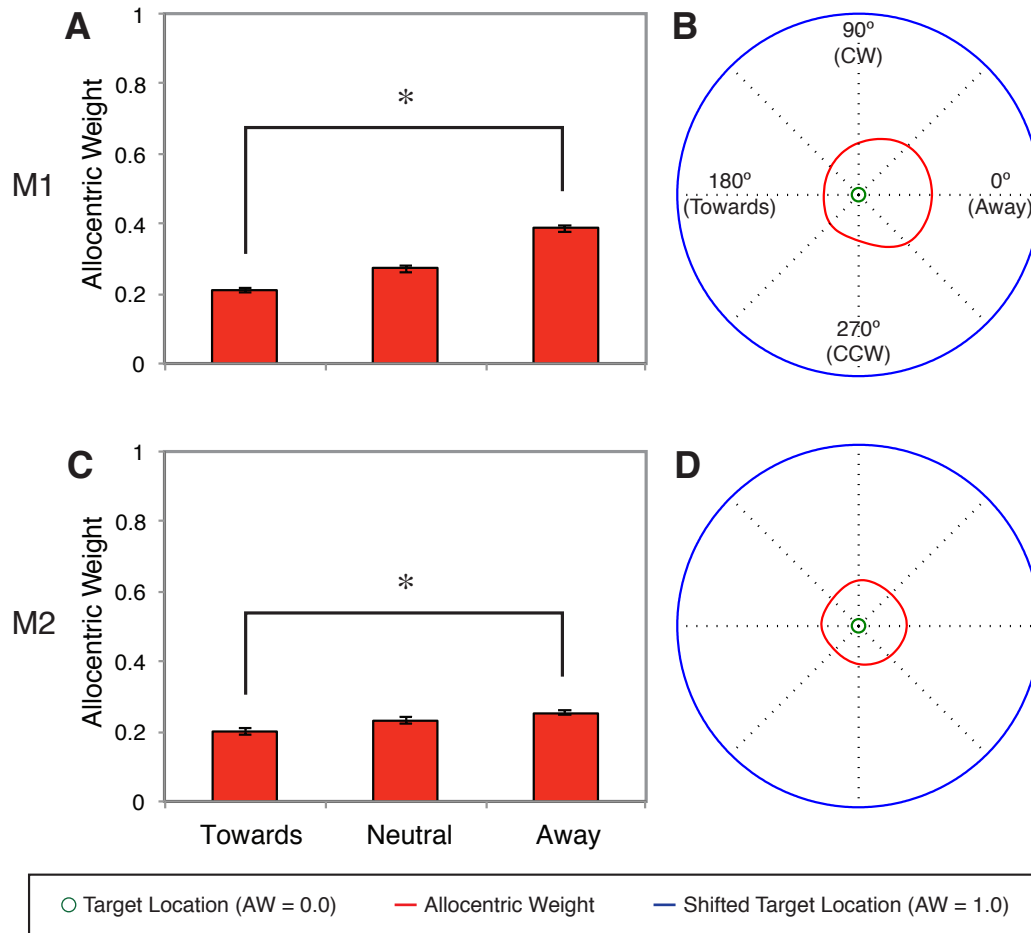 A
M1
Allocentric Weight
1
0.8
0.6
0.4
0.2
0
*
B
90º
(CW)
180º
(Towards)
0º
(Away)
270º
(CCW)
C
M2
Allocentric Weight
1
0.8
0.6
0.4
0.2
0
*
Towards
Neutral
Away
D
Target Location (AW = 0.0)
Allocentric Weight
Shifted Target Location (AW = 1.0)